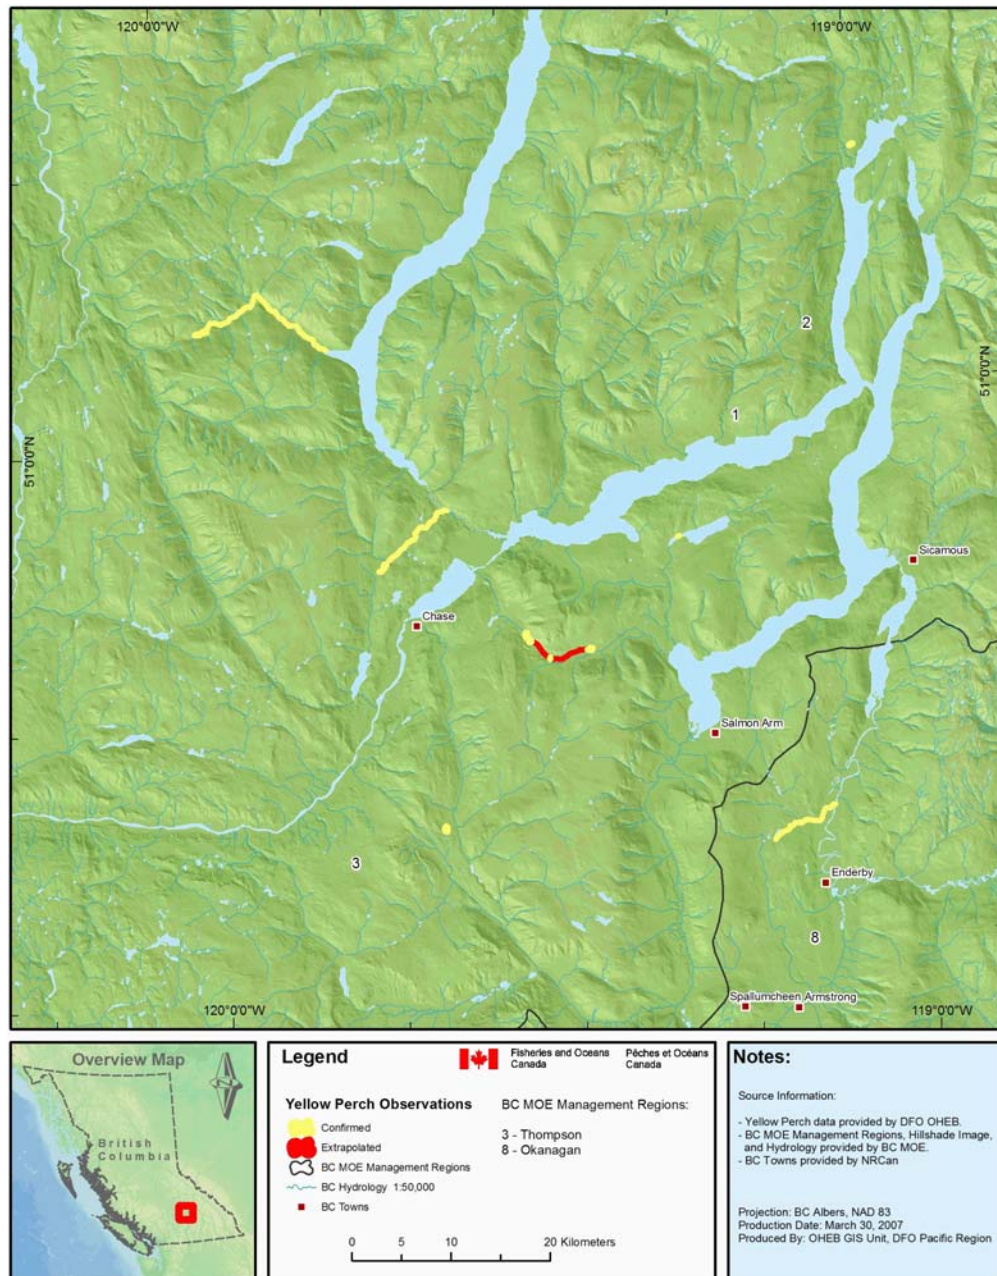 120°0'0"W
119°0'0"W
51°0'0"N
2
1
51°0'0"N
Sicamous
Chase
Salmon Arm
3
Enderby
8
Spallumcheen Armstrong
120°0'0"W
119°0'0"W
Overview Map
British
Columbia
Legend
Fisheries and Oceans
Canada
Pêches et Océans
Canada
Yellow Perch Observations
Confirmed
Extrapolated
BC MOE Management Regions
BC Hydrology 1:50,000
BC Towns
BC MOE Management Regions:
3 - Thompson
8 - Okanagan
0 5 10 20 Kilometers
Notes:
Source Information:
- Yellow Perch data provided by DFO OHEB.
- BC MOE Management Regions, Hillshade Image,
and Hydrology provided by BC MOE.
- BC Towns provided by NRCan
Projection: BC Albers, NAD 83
Production Date: March 30, 2007
Produced By: OHEB GIS Unit, DFO Pacific Region